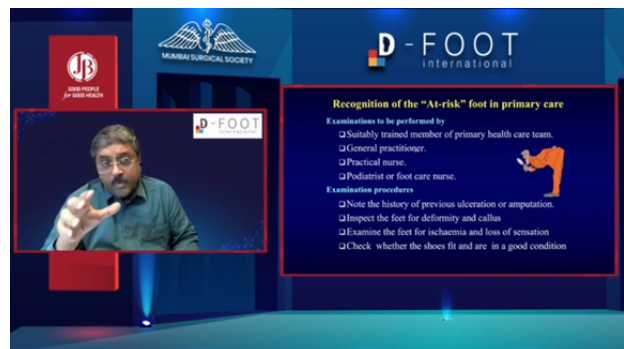 JB
GOOD PEOPLE
for GOOD HEALTH
MUMBAI SURGICAL SOCIETY
D-FOOT
international
D-FOOT
international
Recognition of the “At-risk” foot in primary care
Examinations to be performed by
❑Suitably trained member of primary health care team.
❑General practitioner.
❑Practical nurse.
❑Podiatrist or foot care nurse.
Examination procedures
❑Note the history of previous ulceration or amputation.
❑Inspect the feet for deformity and callus
❑Examine the feet for ischaemia and loss of sensation
❑Check whether the shoes fit and are in a good condition